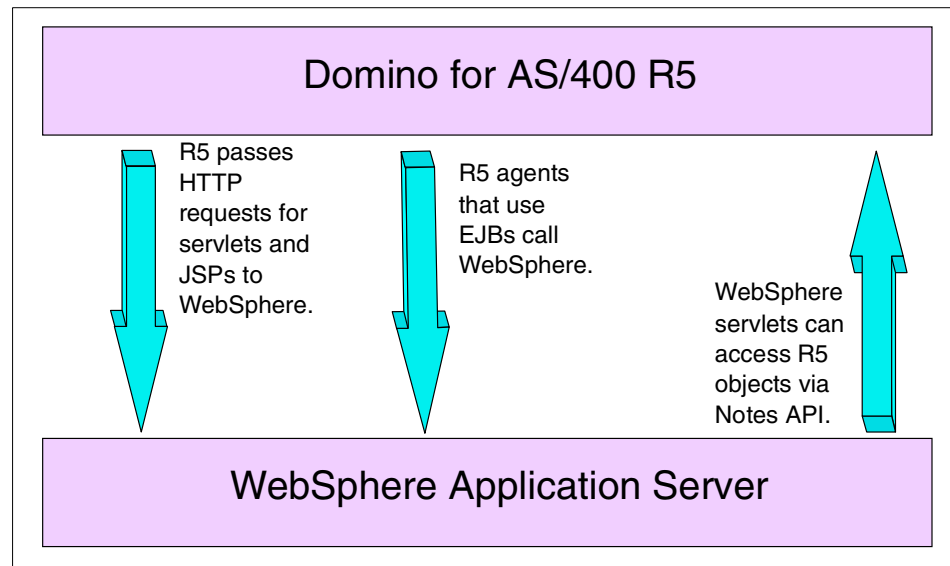 Domino for AS/400 R5
R5 passes
HTTP
requests for
servlets and
JSPs to
WebSphere.
R5 agents
that use
EJBs call
WebSphere.
WebSphere
servlets can
access R5
objects via
Notes API.
WebSphere Application Server